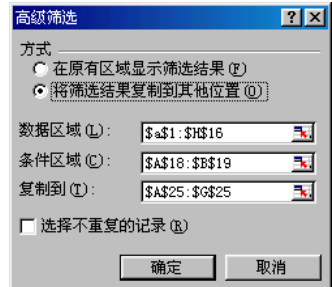 高级筛选
方式
在原有区域显示筛选结果(F)
将筛选结果复制到其他位置(O)
数据区域(L): $a$1:$H$16
条件区域(C): $A$18:$B$19
复制到(T): $A$25:$G$25
选择不重复的记录(R)
确定 取消